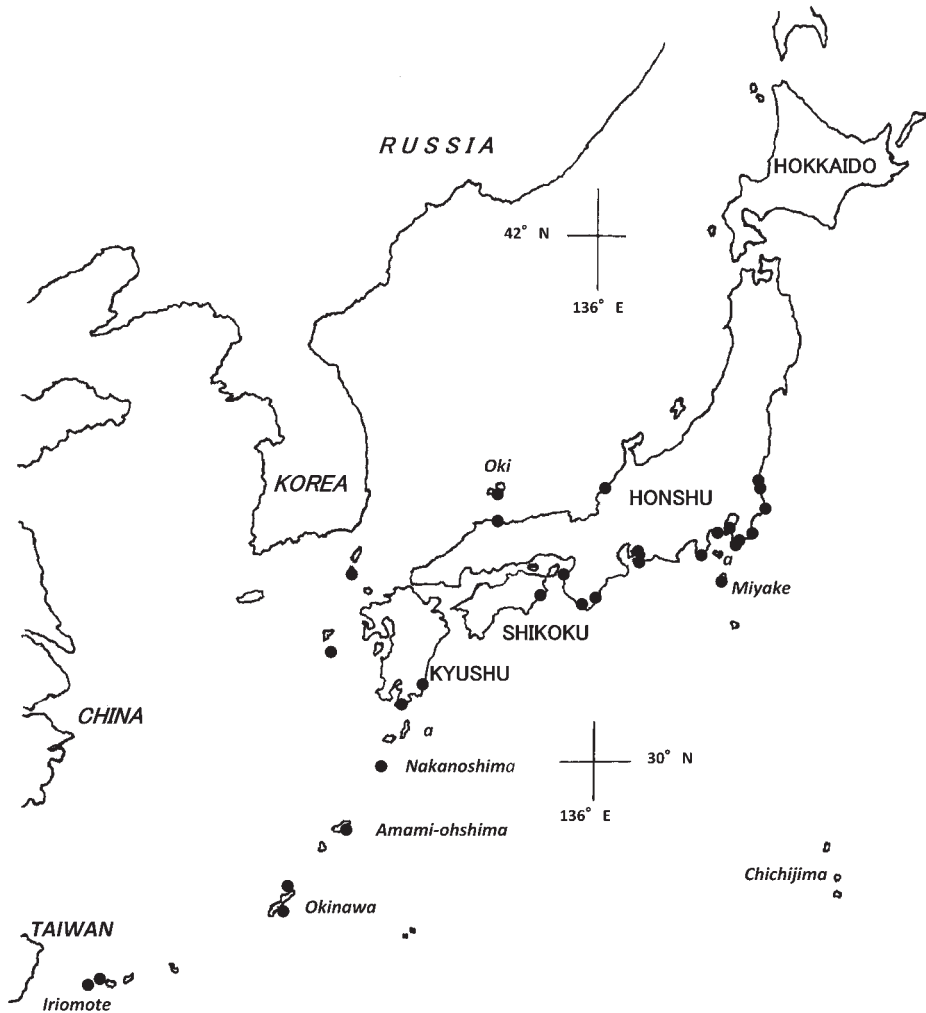 RUSSIA
HOKKAIDO
42° N
136° E
Oki
KOREA
HONSHU
a
Miyake
SHIKOKU
KYUSHU
CHINA
a
30° N
Nakanoshima
136° E
Amami-ohshima
Chichijima
Okinawa
TAIWAN
Iriomote